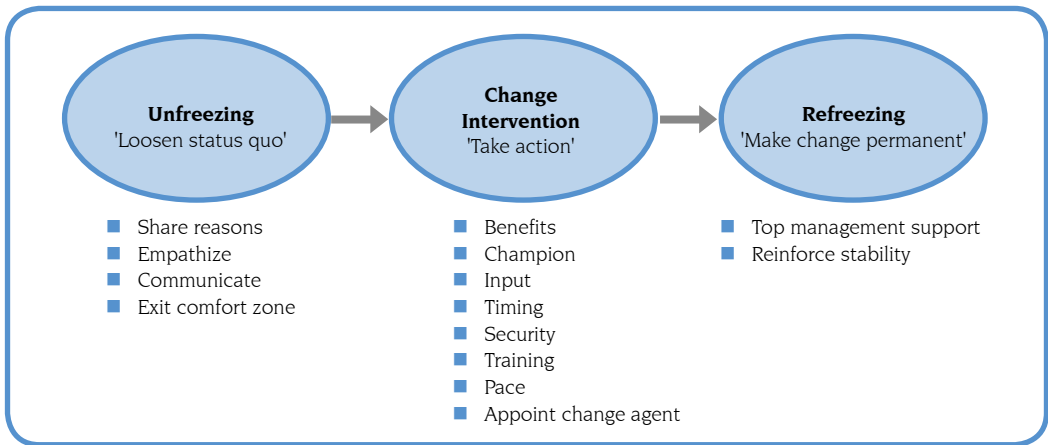 Unfreezing
'Loosen status quo'
Change
Intervention
'Take action'
Refreezing
'Make change permanent'
Share reasons
Empathize
Communicate
Exit comfort zone
Benefits
Champion
Input
Timing
Security
Training
Pace
Appoint change agent
Top management support
Reinforce stability